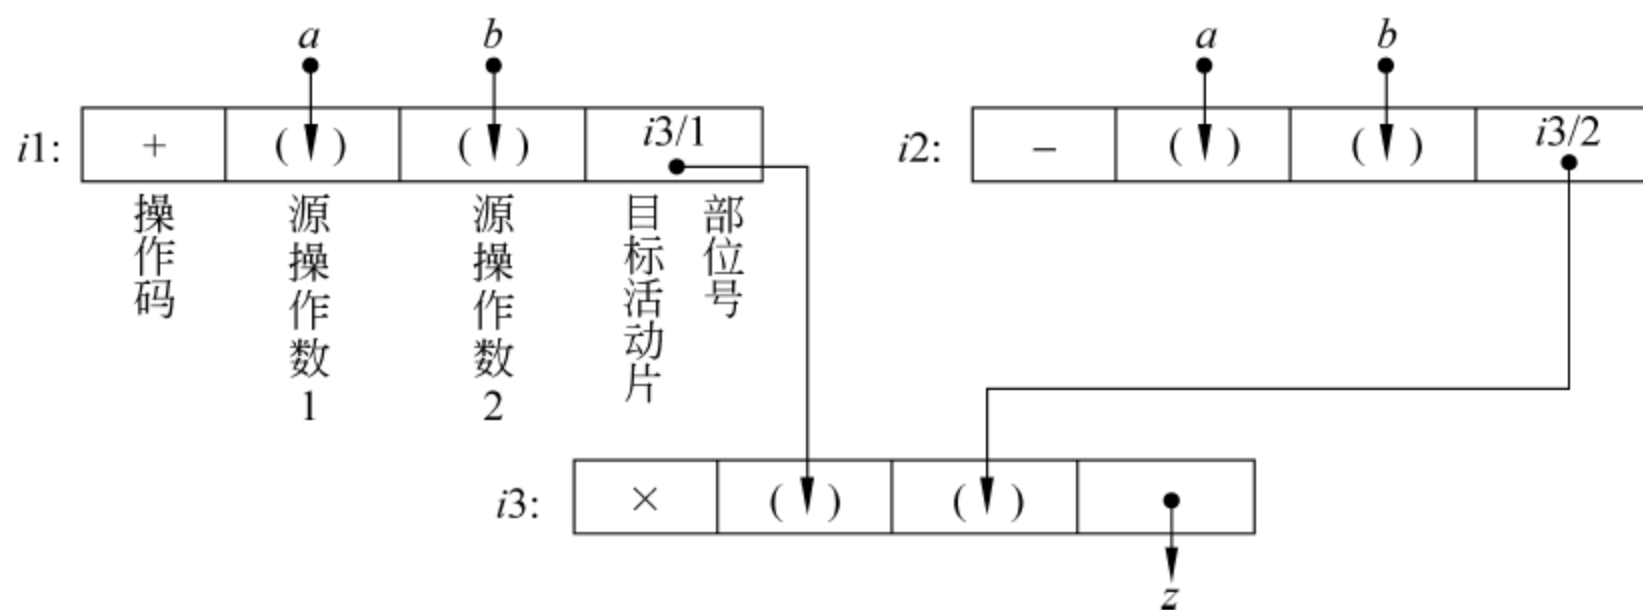 a b a b
i1: + ( ) ( ) i3/1 i2: − ( ) ( ) i3/2
操作码 源操作数1 源操作数2 目标活动片 部位号
i3: × ( ) ( )
z